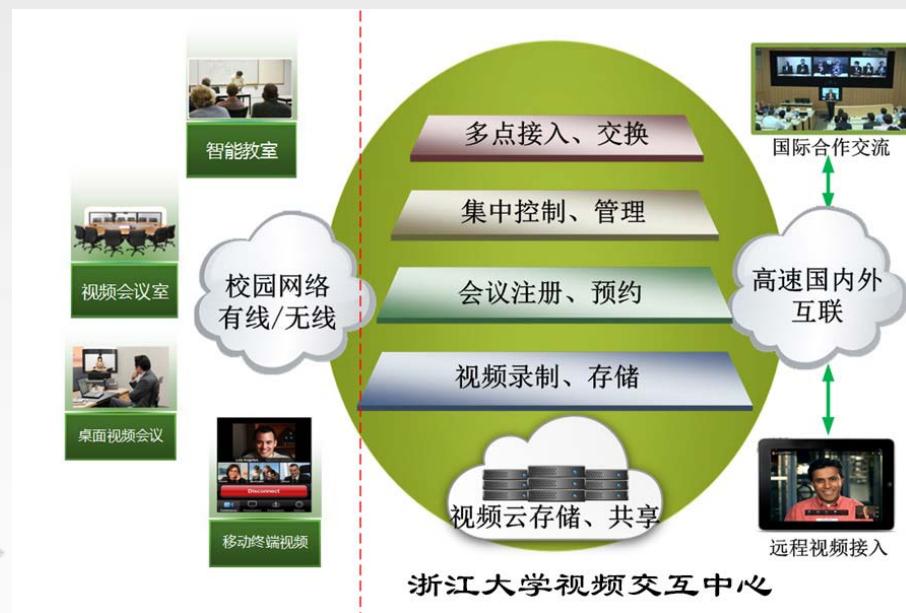 智能教室
视频会议室
桌面视频会议
Disconnect
移动终端视频
校园网络
有线/无线
多点接入、交换
集中控制、管理
会议注册、预约
视频录制、存储
视频云存储、共享
国际合作交流
高速国内外
互联
远程视频接入
浙江大学视频交互中心